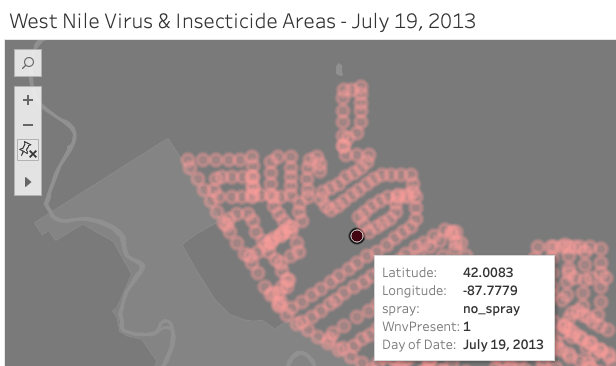 West Nile Virus & Insecticide Areas - July 19, 2013
Latitude: 42.0083
Longitude: -87.7779
spray: no_spray
WnvPresent: 1
Day of Date: July 19, 2013